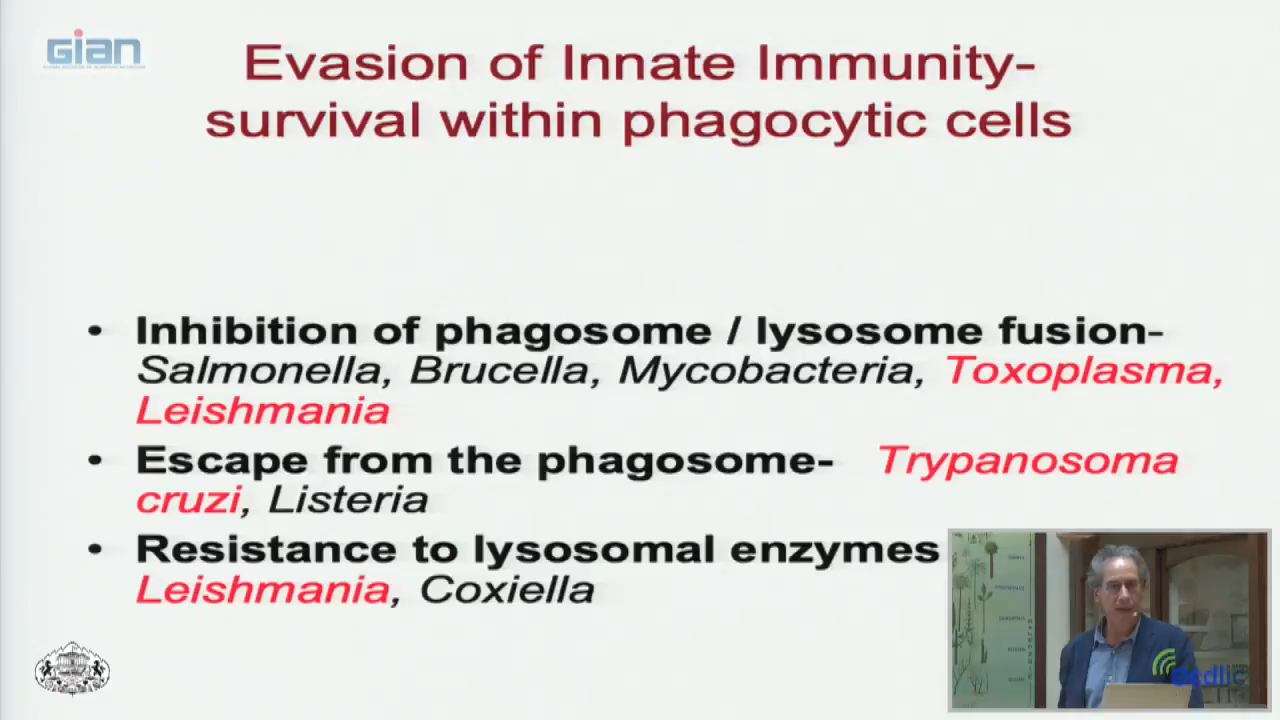 GIAN
Evasion of Innate Immunity-
survival within phagocytic cells
• Inhibition of phagosome / lysosome fusion-
Salmonella, Brucella, Mycobacteria, Toxoplasma,
Leishmania
• Escape from the phagosome- Trypanosoma
cruzi, Listeria
• Resistance to lysosomal enzymes
Leishmania, Coxiella
ecdlic